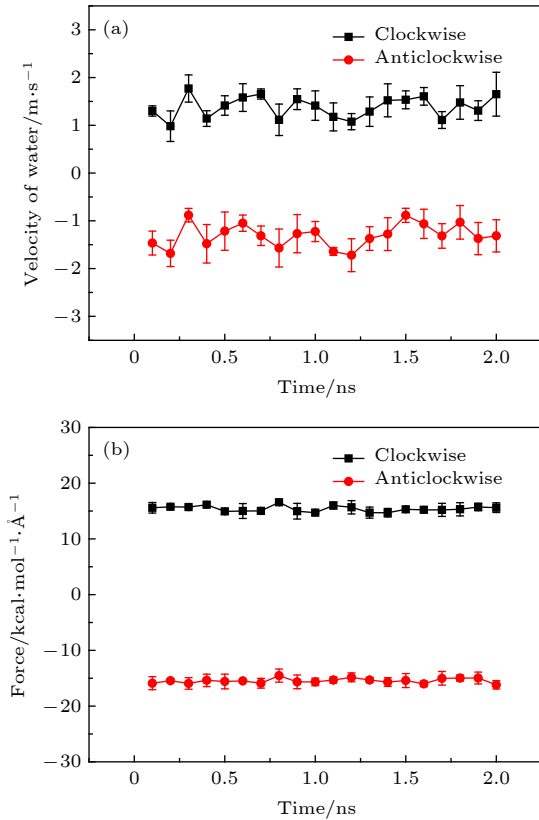 (a)
Clockwise
Anticlockwise
3
2
1
0
−1
−2
−3
Velocity of water/m·s⁻¹
0
0.5
1.0
1.5
2.0
Time/ns
(b)
Clockwise
Anticlockwise
30
20
10
0
−10
−20
−30
Force/kcal·mol⁻¹·Å⁻¹
0
0.5
1.0
1.5
2.0
Time/ns